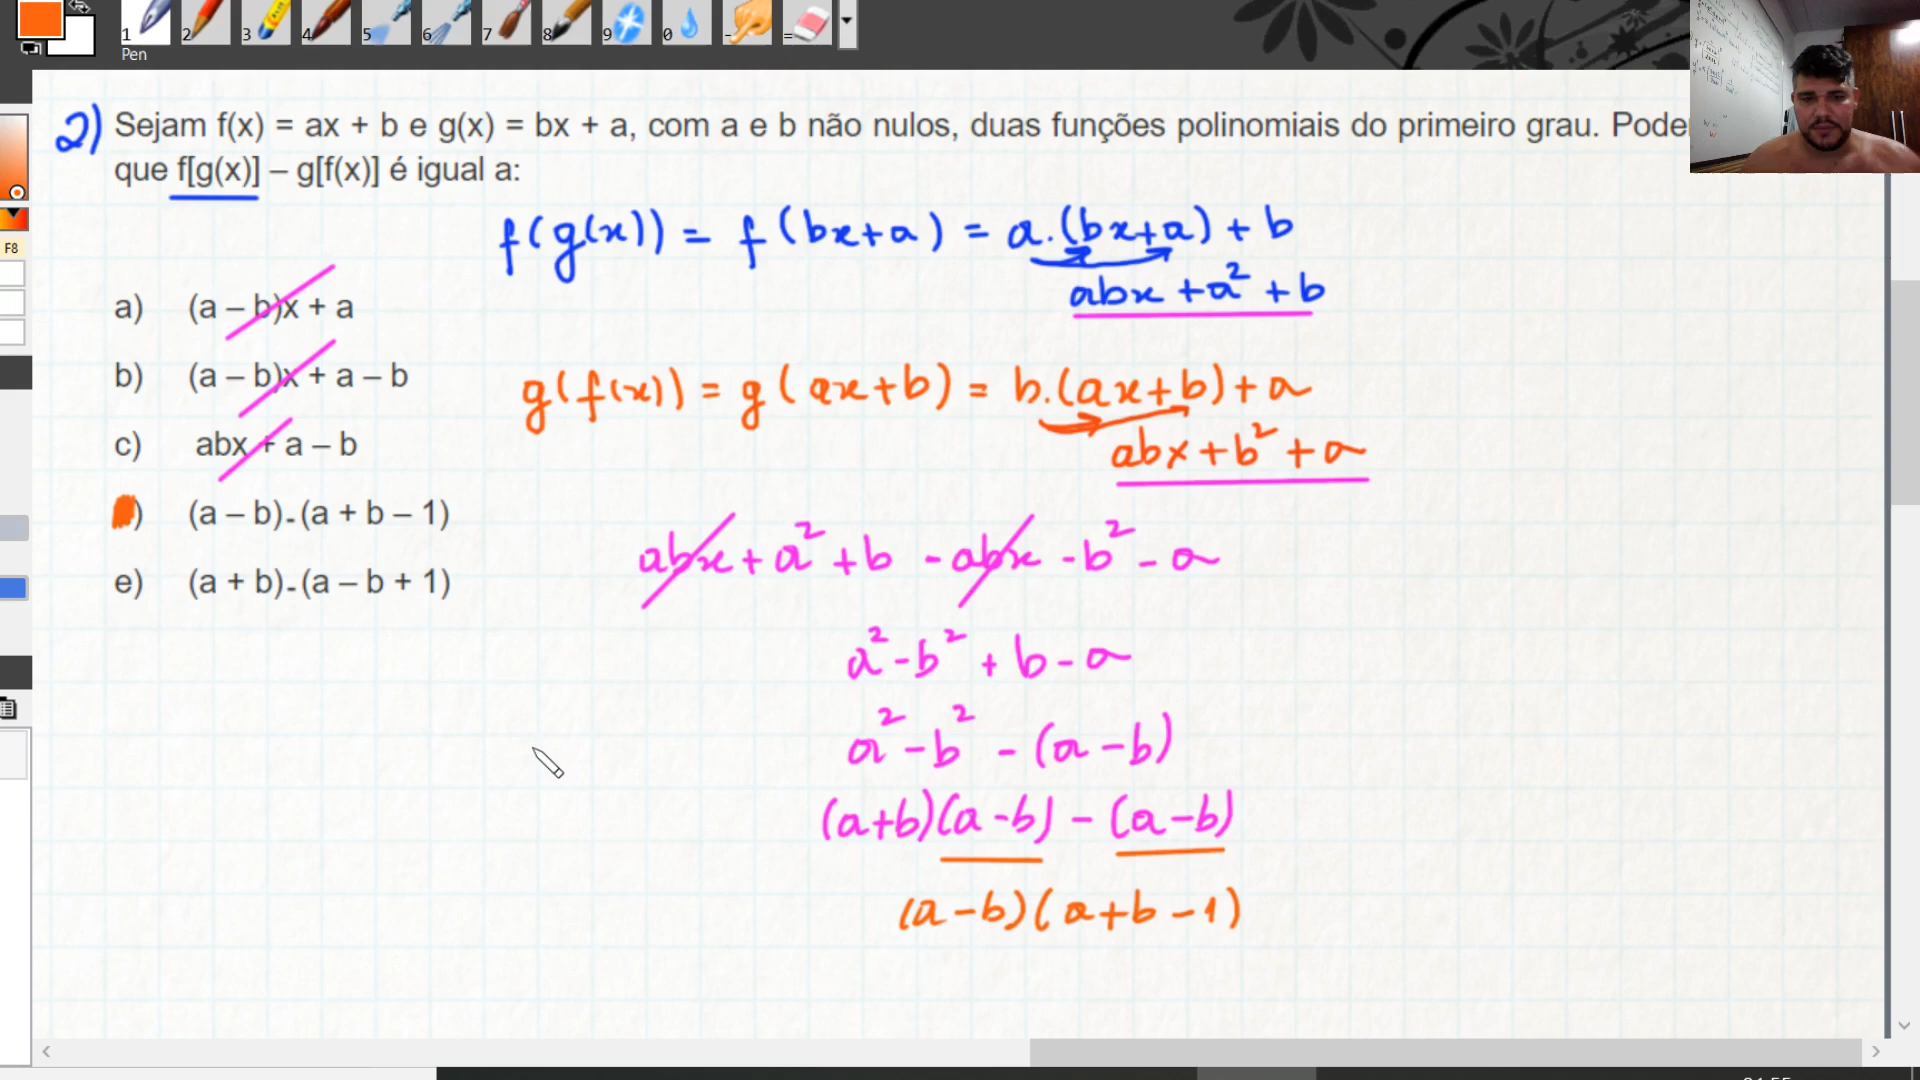 1 2 3 4 5 6 7 8 9 0 - =
Pen
F8
2) Sejam f(x) = ax + b e g(x) = bx + a, com a e b não nulos, duas funções polinomiais do primeiro grau.
que f[g(x)] – g[f(x)] é igual a:
f(g(x)) = f(bx+a) = a.(bx+a)+b
abx + a² + b
a) (a – b)x + a
b) (a – b)x + a – b
g(f(x)) = g(ax+b) = b.(ax+b)+a
abx + b² + a
c) abx + a – b
) (a – b).(a + b – 1)
e) (a + b).(a – b + 1)
abx + a² + b - abx - b² - a
a² - b² + b - a
a² - b² - (a - b)
(a+b)(a-b) - (a-b)
(a-b)(a+b-1)